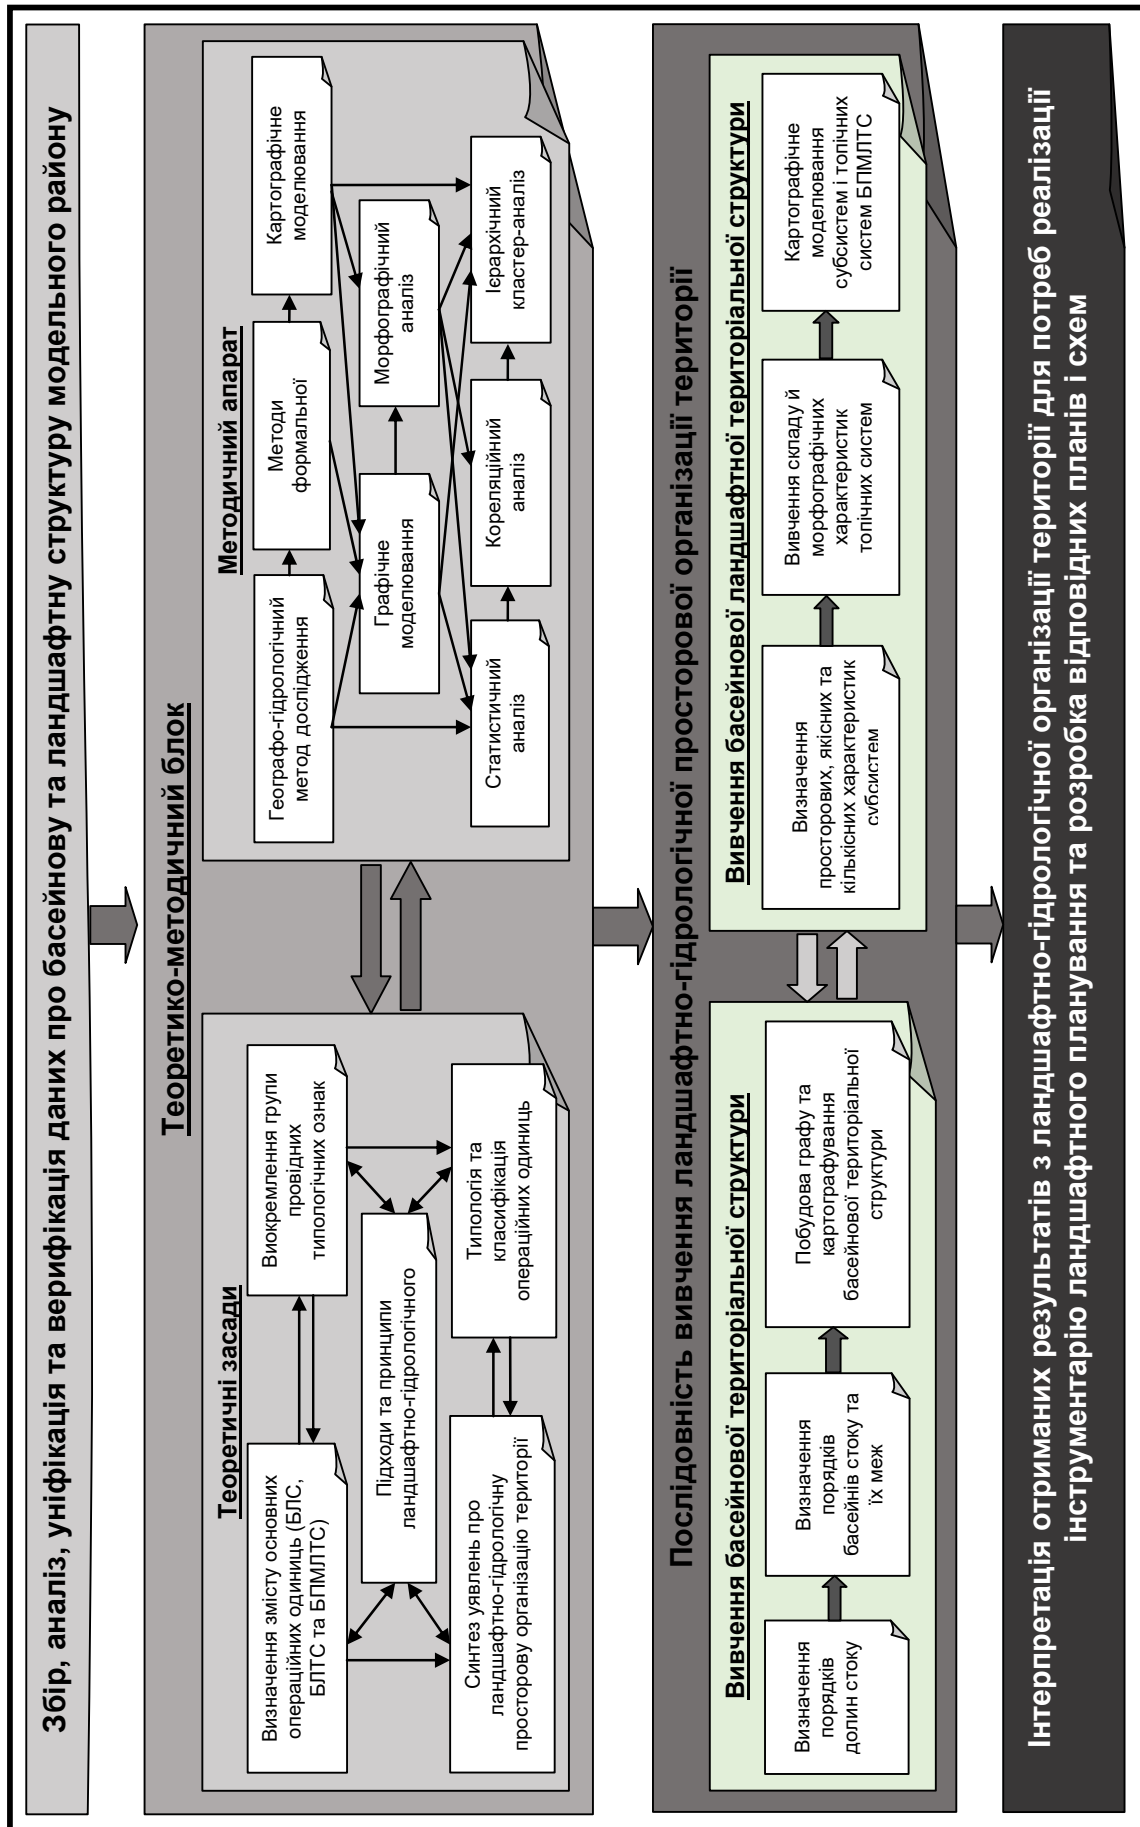 Збір, аналіз, уніфікація та верифікація даних про басейнову та ландшафтну структуру модельного району
Теоретико-методичний блок
Теоретичні засади
Визначення змісту основних
операційних одиниць (БЛС,
БЛТС та БПМЛТС)
Виокремлення групи
провідних
типологічних ознак
Підходи та принципи
ландшафтно-гідрологічного
Синтез уявлень про
ландшафтно-гідрологічну
просторову організацію території
Типологія та
класифікація
операційних одиниць
Методичний апарат
Географо-гідрологічний
метод дослідження
Методи
формальної
Картографічне
моделювання
Графічне
моделювання
Морфографічний
аналіз
Статистичний
аналіз
Кореляційний
аналіз
Ієрархічний
кластер-аналіз
Послідовність вивчення ландшафтно-гідрологічної просторової організації території
Вивчення басейнової територіальної структури
Визначення
порядків
долин стоку
Визначення
порядків
басейнів стоку та
їх меж
Побудова графу та
картографування
басейнової територіальної
структури
Вивчення басейнової ландшафтної територіальної структури
Визначення
просторових, якісних та
кількісних характеристик
субсистем
Вивчення складу й
морфографічних
характеристик
топічних систем
Картографічне
моделювання
субсистем і топічних
систем БПМЛТС
Інтерпретація отриманих результатів з ландшафтно-гідрологічної організації території для потреб реалізації
інструментарію ландшафтного планування та розробка відповідних планів і схем